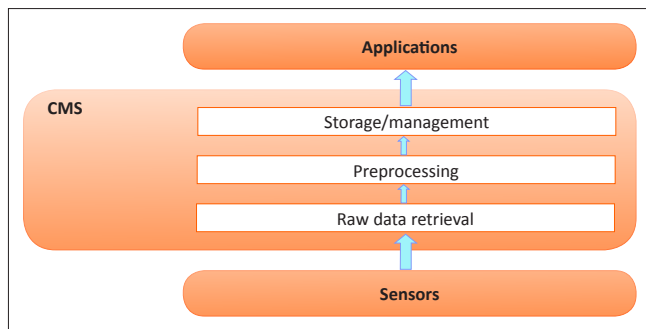 Applications
CMS
Storage/management
Preprocessing
Raw data retrieval
Sensors